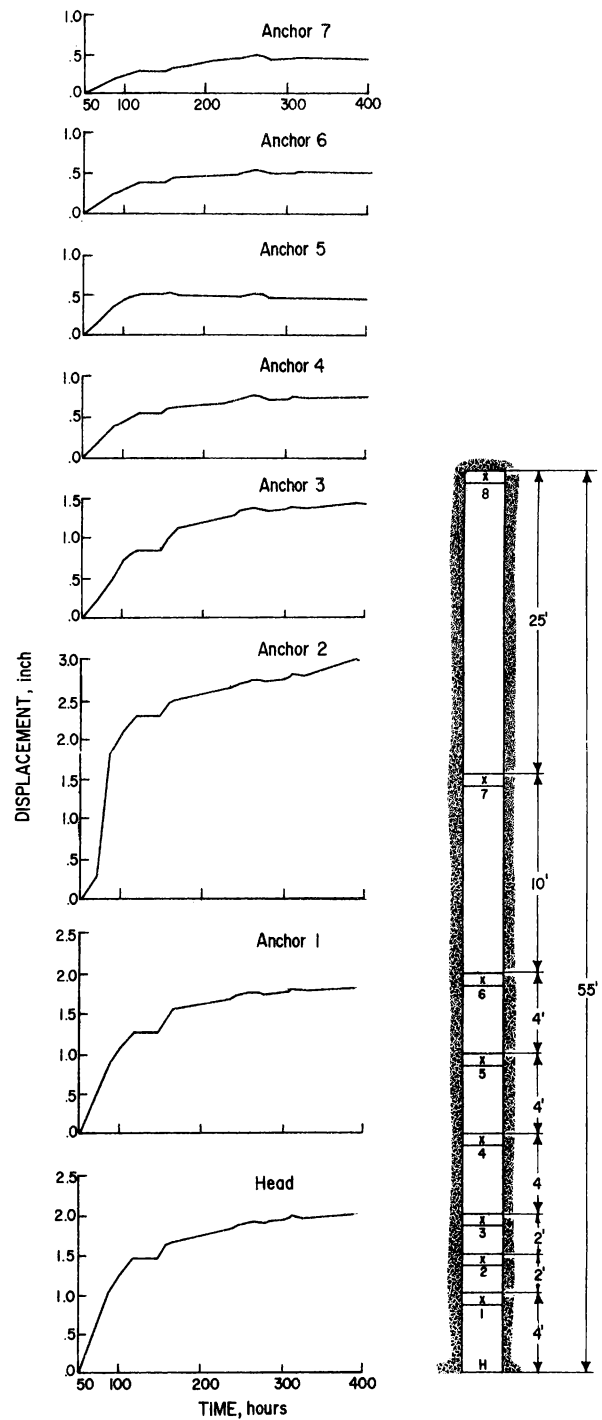 Anchor 7
1.0
.5
.0
50 100 200 300 400
Anchor 6
1.0
.5
.0
Anchor 5
1.0
.5
.0
Anchor 4
1.0
.5
.0
Anchor 3
1.5
1.0
.5
.0
Anchor 2
3.0
2.5
2.0
1.5
1.0
.5
.0
Anchor 1
2.5
2.0
1.5
1.0
.5
.0
Head
2.5
2.0
1.5
1.0
.5
.0
50 100 200 300 400
TIME, hours
DISPLACEMENT, inch
X
8
25'
X
7
10'
X
6
4'
X
5
4'
X
4
4
X
3
2'
X
2
2'
X
1
4'
H
55'